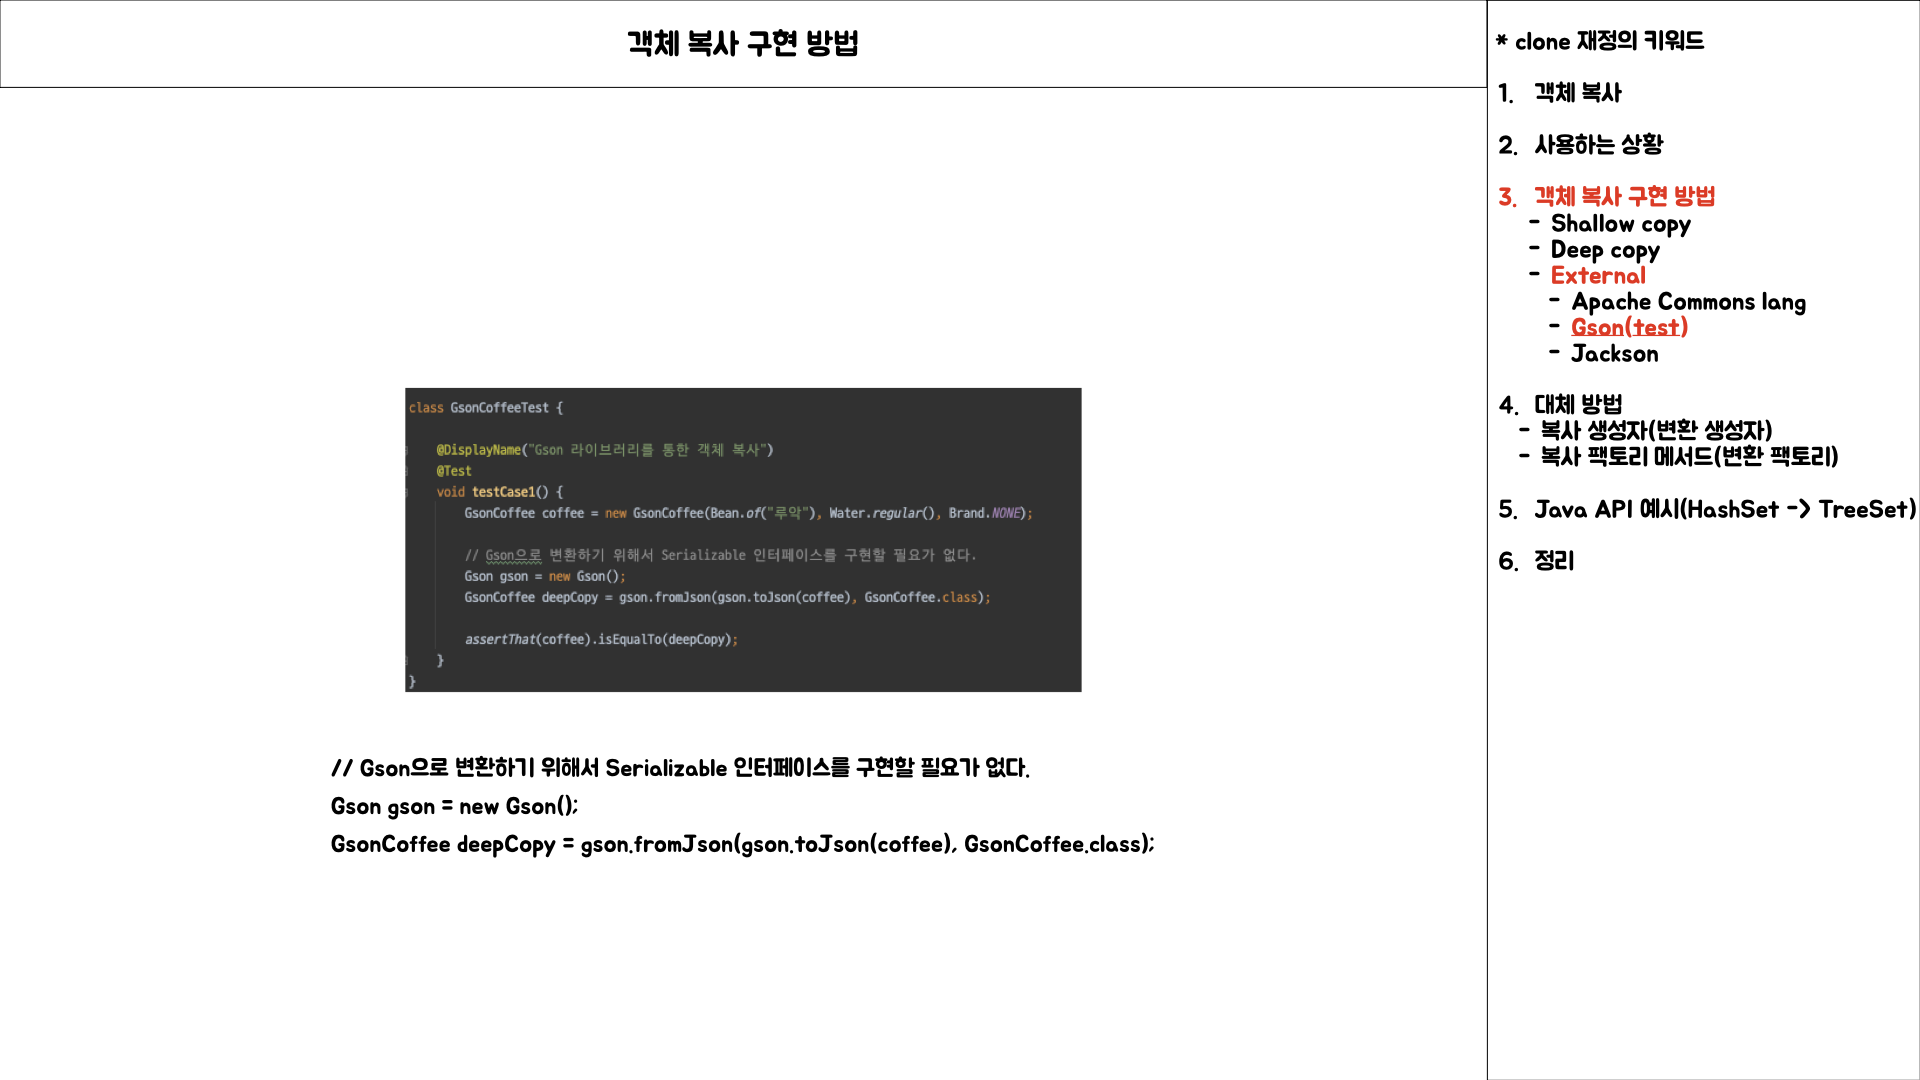 객체 복사 구현 방법
class GsonCoffeeTest {
@DisplayName("Gson 라이브러리를 통한 객체 복사")
@Test
void testCase1() {
GsonCoffee coffee = new GsonCoffee(Bean.of("루악"), Water.regular(), Brand.NONE);
// Gson으로 변환하기 위해서 Serializable 인터페이스를 구현할 필요가 없다.
Gson gson = new Gson();
GsonCoffee deepCopy = gson.fromJson(gson.toJson(coffee), GsonCoffee.class);
assertThat(coffee).isEqualTo(deepCopy);
}
}
// Gson으로 변환하기 위해서 Serializable 인터페이스를 구현할 필요가 없다.
Gson gson = new Gson();
GsonCoffee deepCopy = gson.fromJson(gson.toJson(coffee), GsonCoffee.class);
* clone 재정의 키워드
1. 객체 복사
2. 사용하는 상황
3. 객체 복사 구현 방법
- Shallow copy
- Deep copy
- External
- Apache Commons lang
- Gson(test)
- Jackson
4. 대체 방법
- 복사 생성자(변환 생성자)
- 복사 팩토리 메서드(변환 팩토리)
5. Java API 예시(HashSet -> TreeSet)
6. 정리